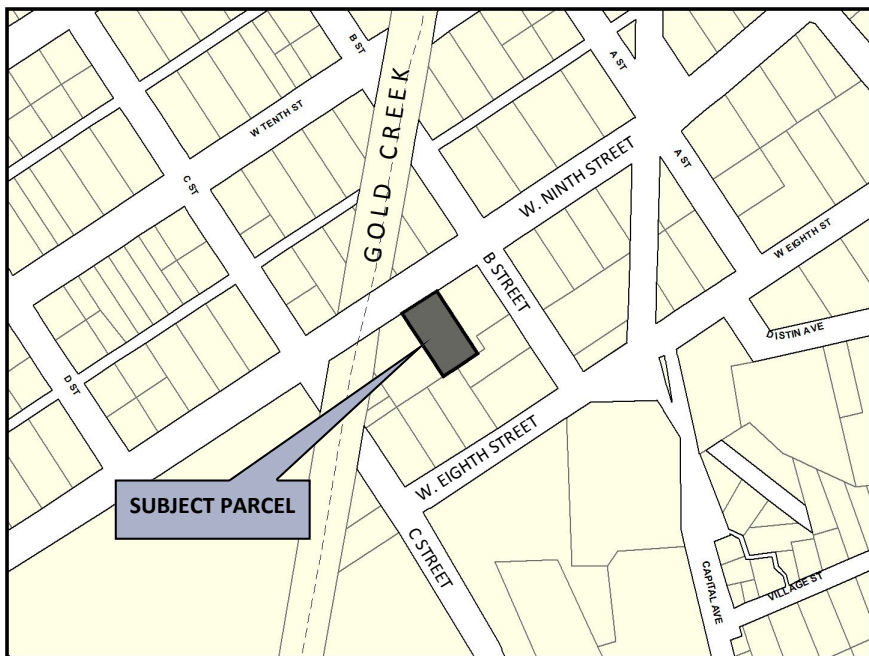 B ST
A ST
W TENTH ST
GOLD CREEK
W. NINTH STREET
A ST
C ST
W EIGHTH ST
B STREET
DISTIN AVE
D ST
W. EIGHTH STREET
SUBJECT PARCEL
C STREET
CAPITAL AVE
VILLAGE ST